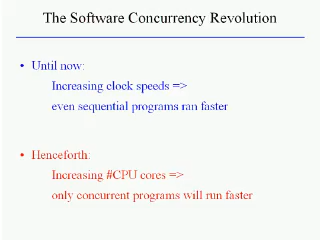 The Software Concurrency Revolution
• Until now:
Increasing clock speeds =>
even sequential programs ran faster
• Henceforth:
Increasing #CPU cores =>
only concurrent programs will run faster